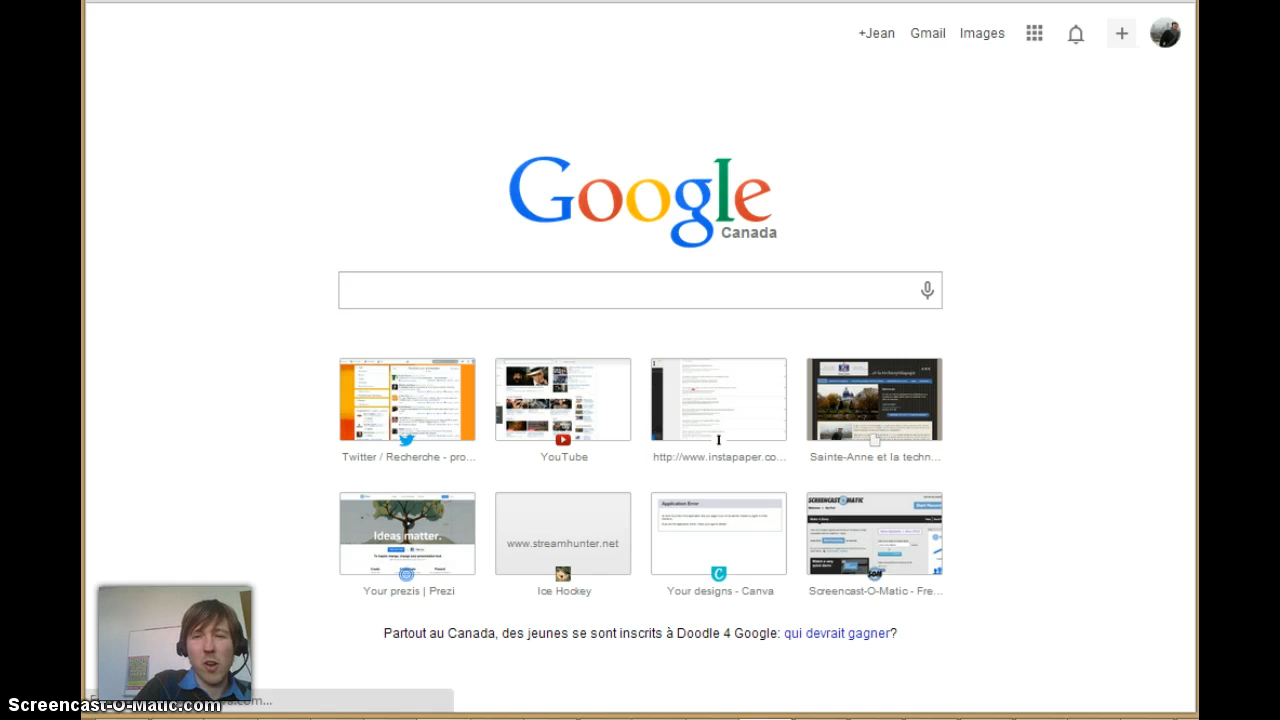 +Jean Gmail Images
Google
Canada
Twitter / Recherche - pro...
YouTube
http://www.instapaper.co...
Sainte-Anne et la techn...
Ideas matter.
www.streamhunter.net
Application Error
SCREENCAST-O-MATIC
Your prezis | Prezi
Ice Hockey
Your designs - Canva
Screencast-O-Matic - Fre...
Partout au Canada, des jeunes se sont inscrits à Doodle 4 Google: qui devrait gagner?
Screencast-O-Matic.com